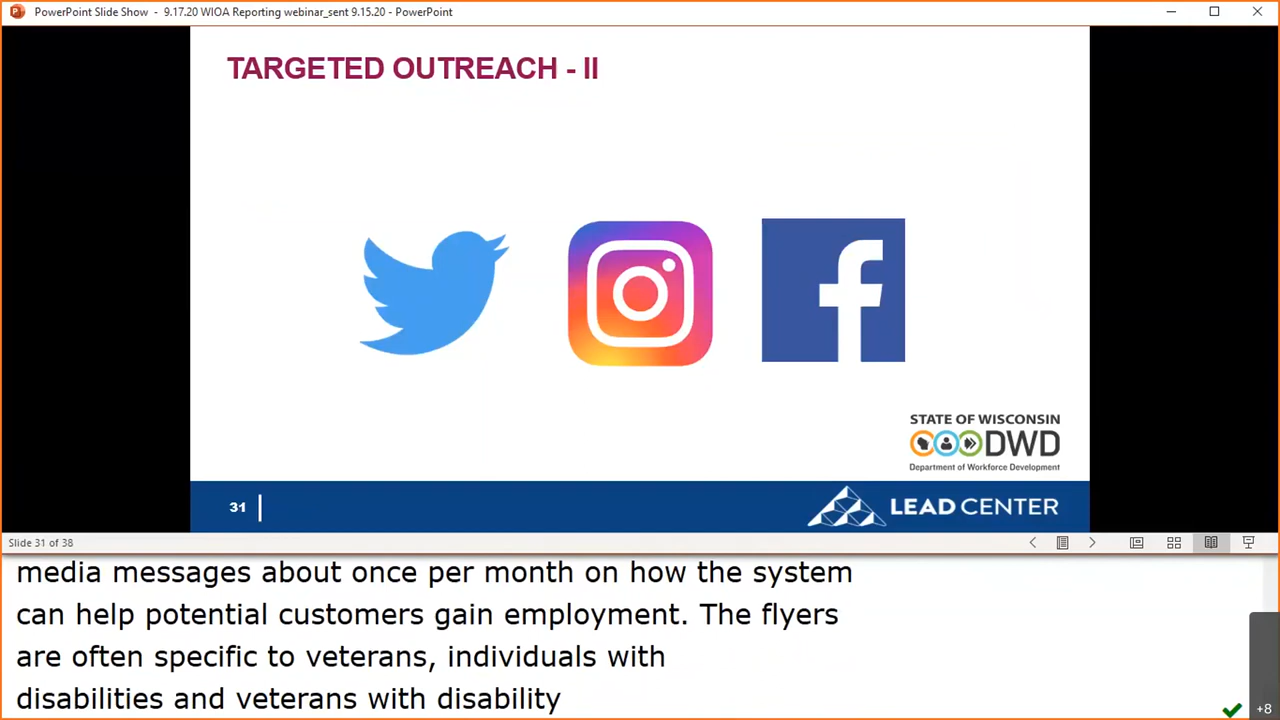 PowerPoint Slide Show - 9.17.20 WIOA Reporting webinar_sent 9.15.20 - PowerPoint
TARGETED OUTREACH - II
STATE OF WISCONSIN
DWD
Department of Workforce Development
31
LEAD CENTER
Slide 31 of 38
media messages about once per month on how the system
can help potential customers gain employment. The flyers
are often specific to veterans, individuals with
disabilities and veterans with disability
+8